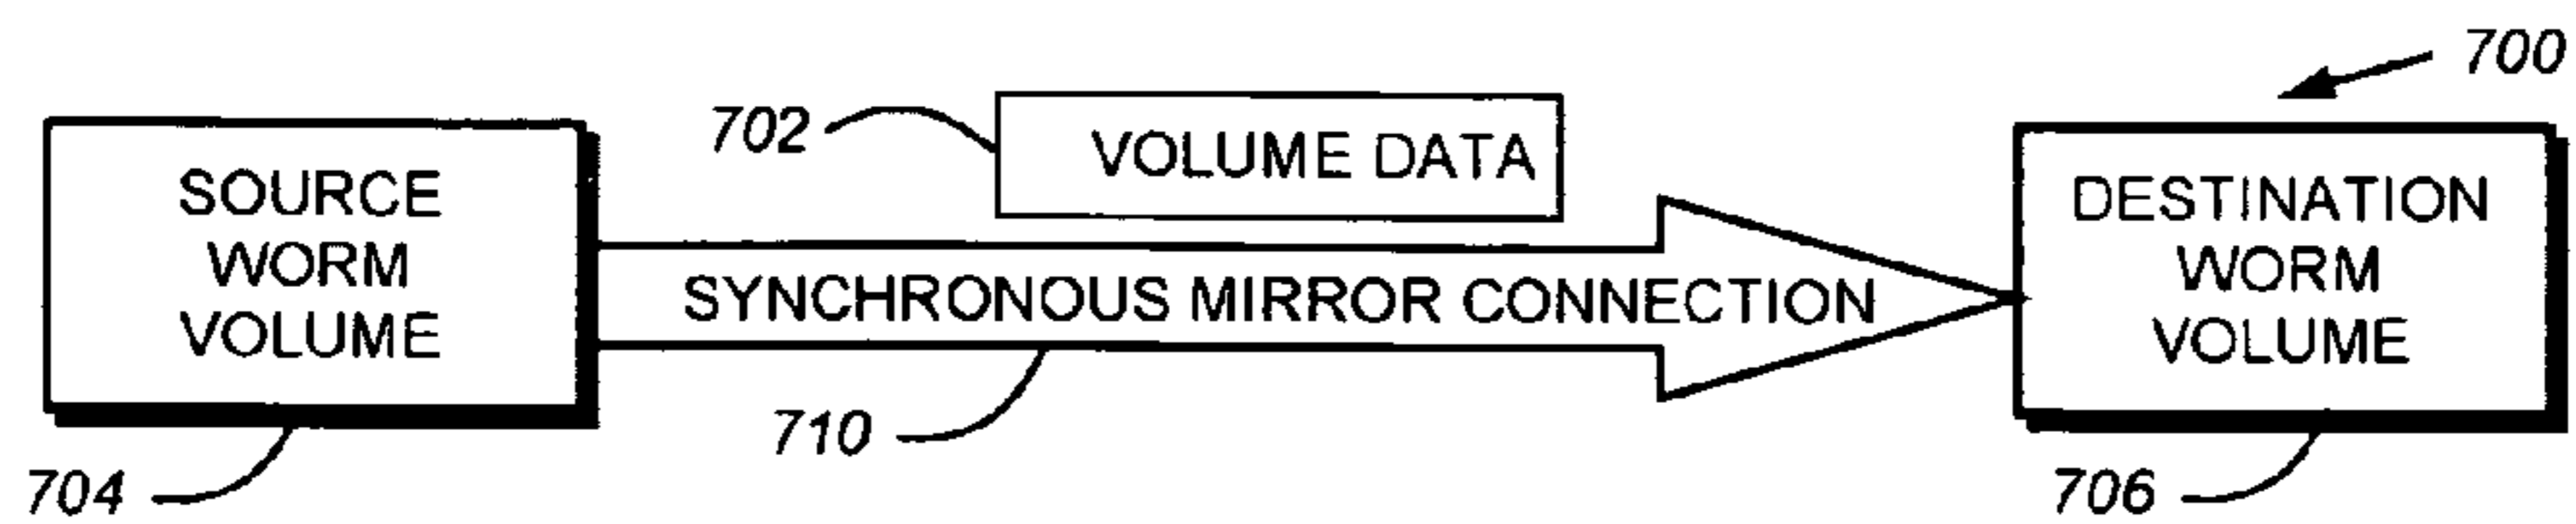 700
702
VOLUME DATA
SOURCE
WORM
VOLUME
SYNCHRONOUS MIRROR CONNECTION
DESTINATION
WORM
VOLUME
710
704
706